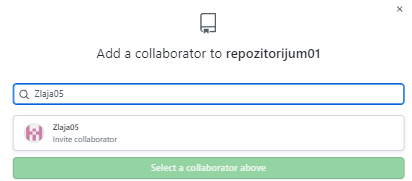 Add a collaborator to repozitorijum01
Zlaja05
Zlaja05
Invite collaborator
Select a collaborator above